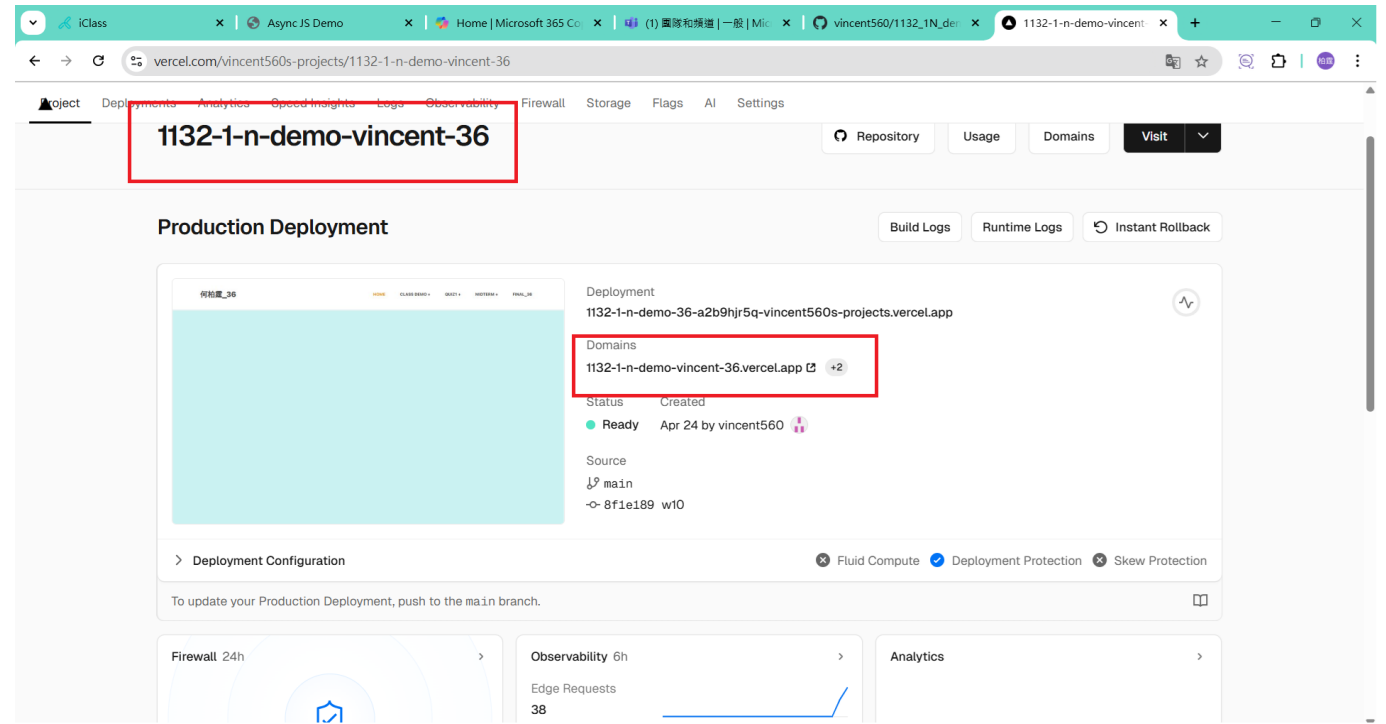 iClass
Async JS Demo
Home | Microsoft 365 Co
(1) 團隊和頻道 | 一般 | Mic
vincent560/1132_1N_de
1132-1-n-demo-vincent-
vercel.com/vincent560s-projects/1132-1-n-demo-vincent-36
Project Deployments Analytics Speed Insights Logs Observability Firewall Storage Flags AI Settings
1132-1-n-demo-vincent-36
Repository Usage Domains Visit
Production Deployment
Build Logs Runtime Logs Instant Rollback
何柏霆_36
HOME CLASS DEMO + MIDTERM + FINAL_36
Deployment
1132-1-n-demo-36-a2b9hjr5q-vincent560s-projects.vercel.app
Domains
1132-1-n-demo-vincent-36.vercel.app +2
Status Created
Ready Apr 24 by vincent560
Source
main
8f1e189 w10
Deployment Configuration
Fluid Compute Deployment Protection Skew Protection
To update your Production Deployment, push to the main branch.
Firewall 24h
Observability 6h
Analytics
Edge Requests
38